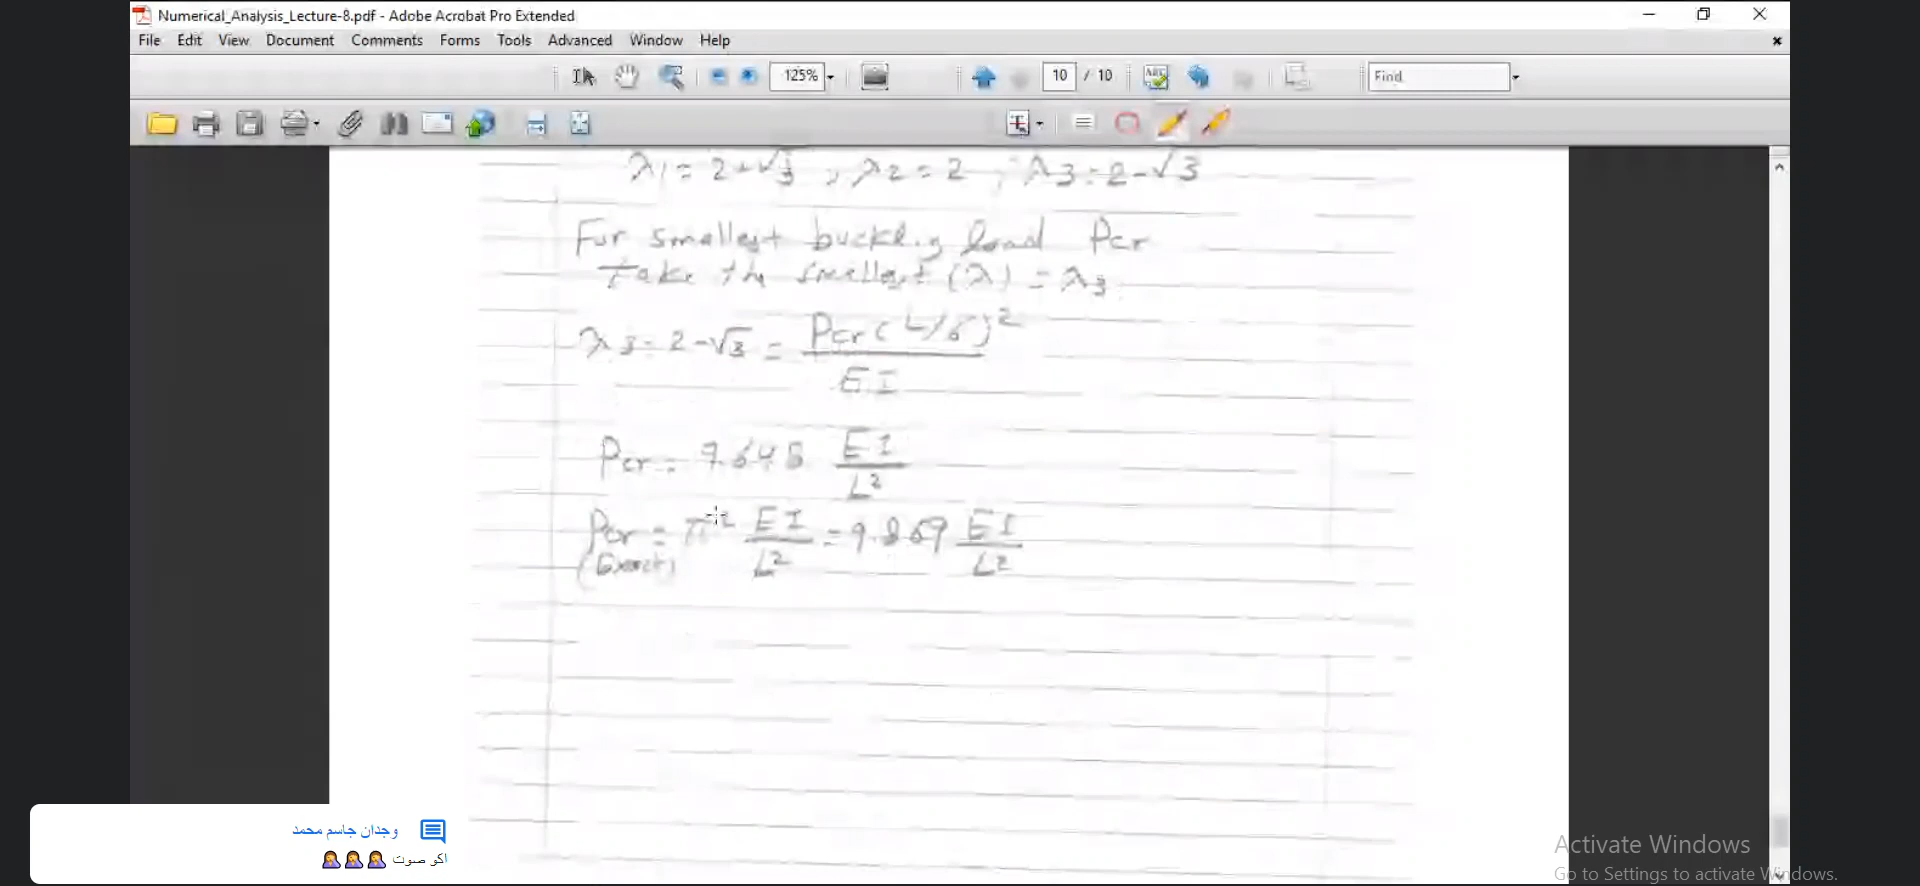 Numerical_Analysis_Lecture-8.pdf - Adobe Acrobat Pro Extended
File Edit View Document Comments Forms Tools Advanced Window Help
125% 10 / 10 Find
λ1 = 2+√3 , λ2 = 2 , λ3 = 2-√3
For smallest buckling load Pcr
Take the smallest (λ) = λ3
λ3 = 2-√3 = Pcr (L/6)²
EI
Pcr = 9.648 EI
L²
Pcr = π² EI = 9.869 EI
(Exact) L² L²
وجدان جاسم محمد
اكو صوت 🤦‍♀️🤦‍♀️🤦‍♀️
Activate Windows
Go to Settings to activate Windows.